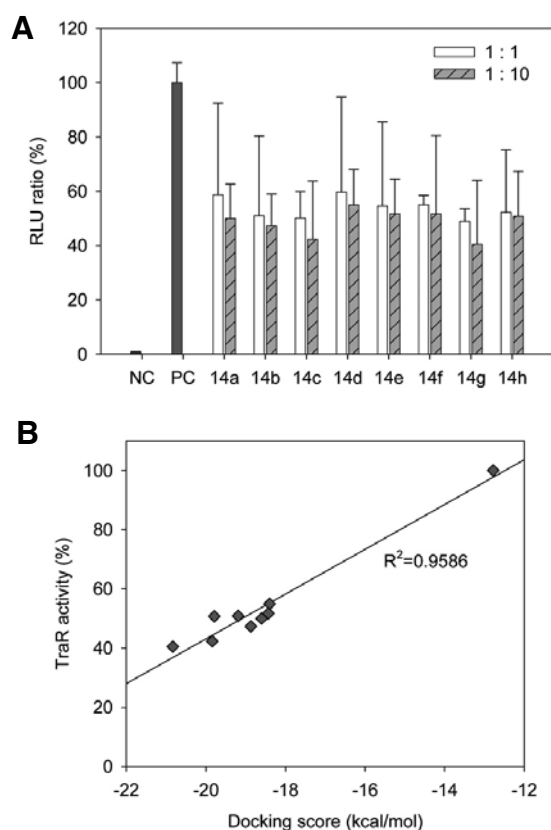 A
120
1 : 1
1 : 10
100
80
60
40
20
0
RLU ratio (%)
NC PC 14a 14b 14c 14d 14e 14f 14g 14h
B
100
80
60
40
20
0
TraR activity (%)
R²=0.9586
-22 -20 -18 -16 -14 -12
Docking score (kcal/mol)